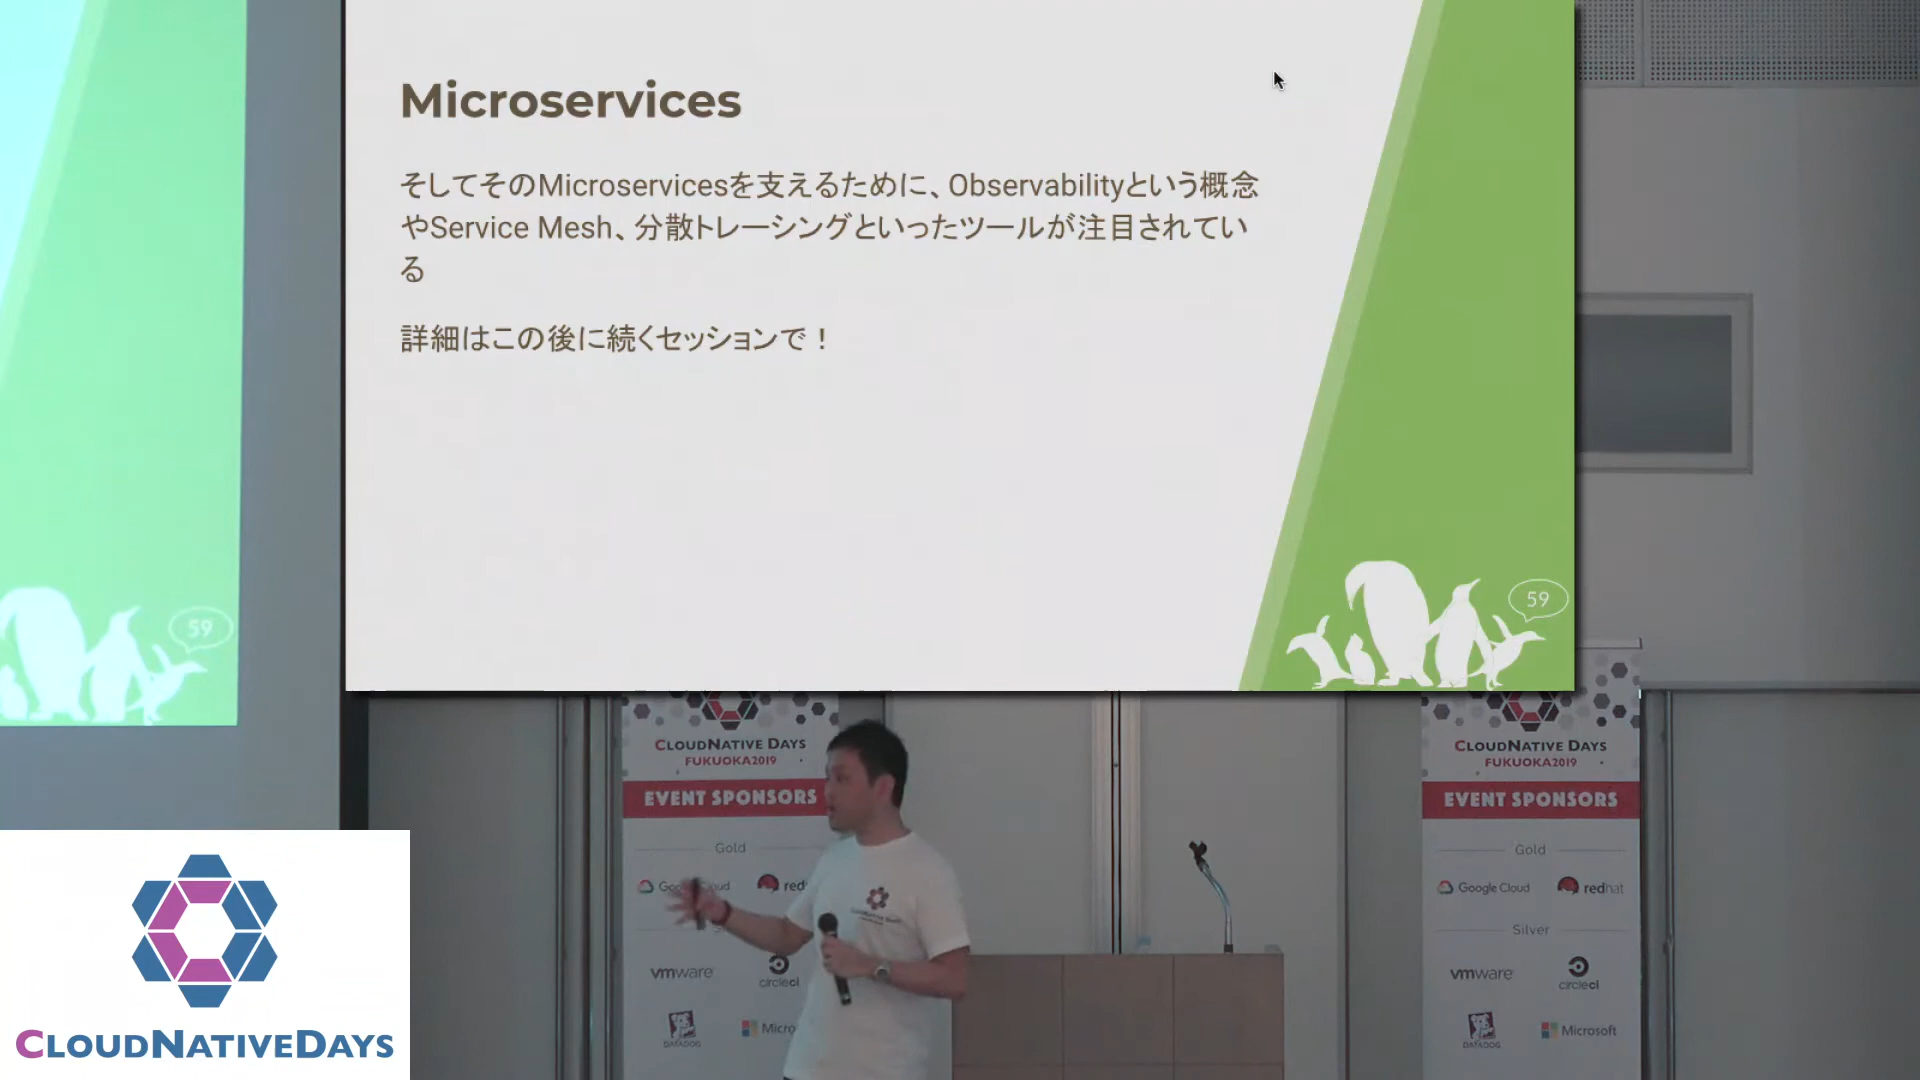 Microservices
そしてそのMicroservicesを支えるために、Observabilityという概念
やService Mesh、分散トレーシングといったツールが注目されてい
る
詳細はこの後に続くセッションで！
59
59
CLOUDNATIVE DAYS
FUKUOKA2019
EVENT SPONSORS
Gold
redh
vmware
circleci
DATADOG
Micro
CLOUDNATIVE DAYS
FUKUOKA2019
EVENT SPONSORS
Gold
Google Cloud
redhat
Silver
vmware
circleci
DATADOG
Microsoft
CLOUDNATIVEDAYS